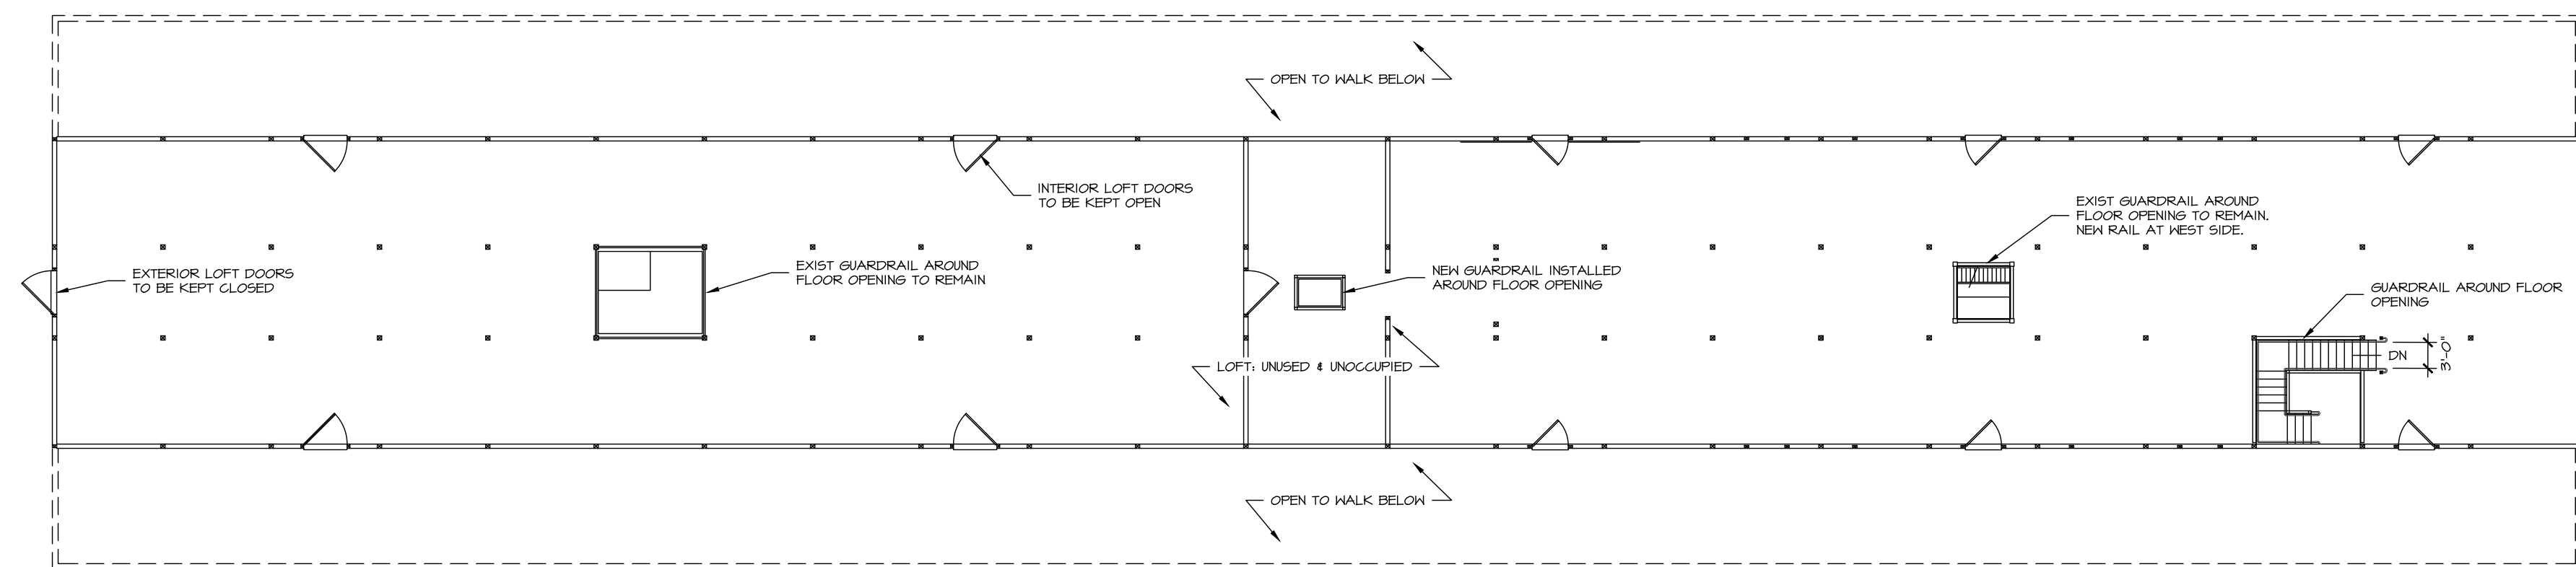 OPEN TO WALK BELOW
INTERIOR LOFT DOORS
TO BE KEPT OPEN
EXIST GUARDRAIL AROUND
FLOOR OPENING TO REMAIN.
NEW RAIL AT WEST SIDE.
EXTERIOR LOFT DOORS
TO BE KEPT CLOSED
EXIST GUARDRAIL AROUND
FLOOR OPENING TO REMAIN
NEW GUARDRAIL INSTALLED
AROUND FLOOR OPENING
GUARDRAIL AROUND FLOOR
OPENING
DN
3'-0"
LOFT: UNUSED & UNOCCUPIED
OPEN TO WALK BELOW